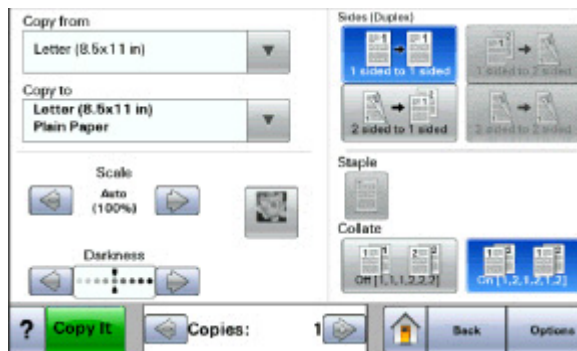 Copy from
Letter (8.5x11 in)
Copy to
Letter (8.5x11 in)
Plain Paper
Scale
Auto
(100%)
Darkness
Sides (Duplex)
1 sided to 1 sided
1 sided to 2 sided
2 sided to 1 sided
2 sided to 2 sided
Staple
Collate
Off [1,1,1,2,2,2]
On [1,2,1,2,1,2]
? Copy It Copies: 1 Back Options